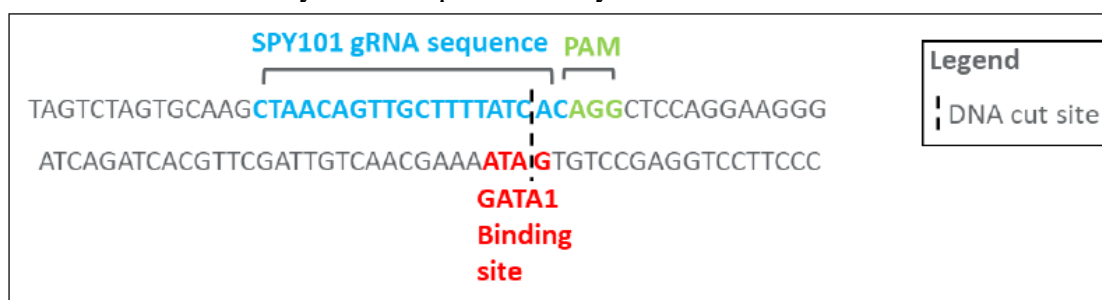 SPY101 gRNA sequence PAM
TAGTCTAGTGCAAGCTAACAGTTGCTTTTATCACAGGCTCCAGGAAGGG
ATCAGATCACGTTCGATTGTCAACGAAAATAGTGTCCGAGGTCCTTCCC
GATA1
Binding
site
Legend
DNA cut site